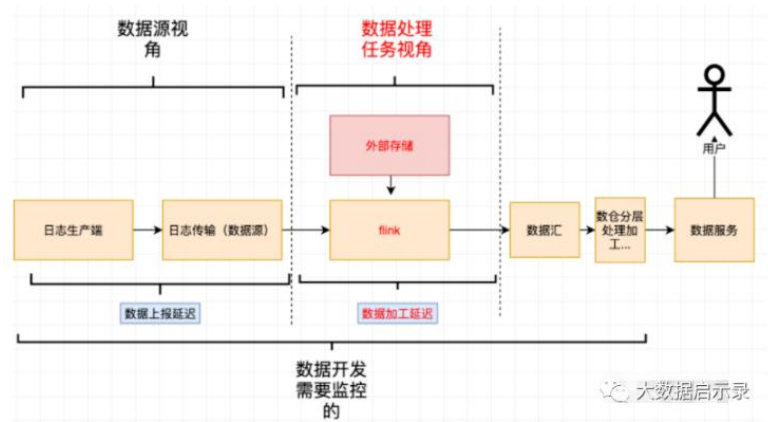 数据源视
角
数据处理
任务视角
外部存储
用户
日志生产端
日志传输（数据源）
flink
数据汇
数仓分层
处理加
工...
数据服务
数据上报延迟
数据加工延迟
数据开发
需要监控
的
大数据启示录